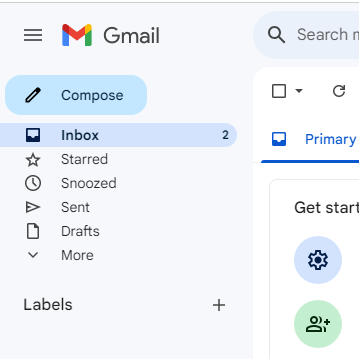 Gmail
Search m
Compose
Inbox 2
Starred
Snoozed
Sent
Drafts
More
Labels
Primary
Get start